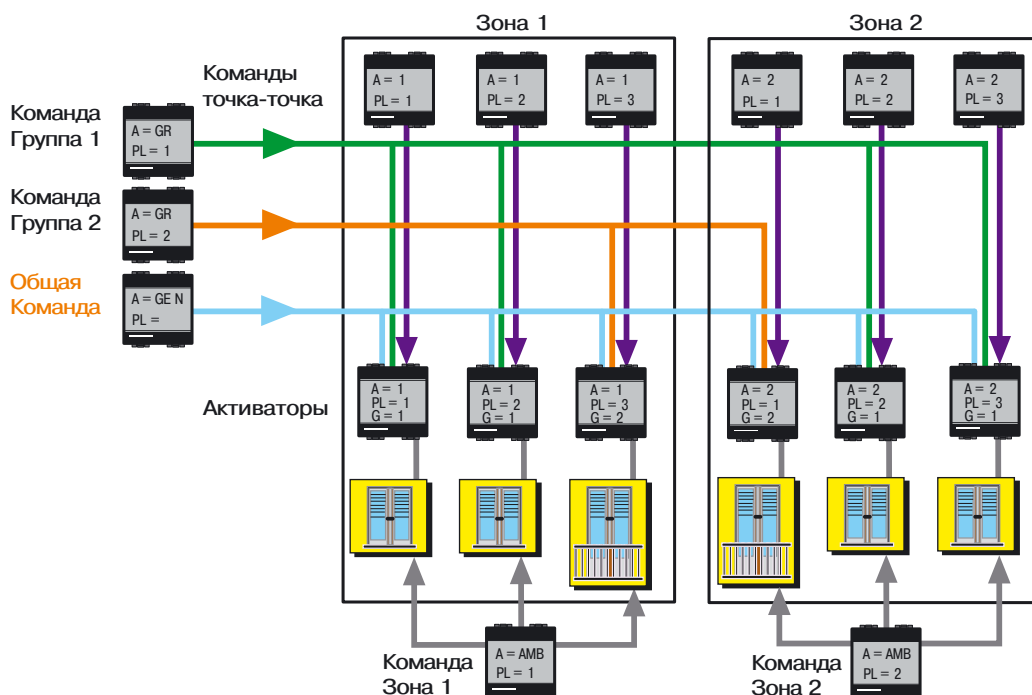 Зона 1
Зона 2
Команды
точка-точка
A = 1
PL = 1
A = 1
PL = 2
A = 1
PL = 3
A = 2
PL = 1
A = 2
PL = 2
A = 2
PL = 3
Команда
Группа 1
A = GR
PL = 1
Команда
Группа 2
A = GR
PL = 2
Общая
Команда
A = GE N
PL =
Активаторы
A = 1
PL = 1
G = 1
A = 1
PL = 2
G = 1
A = 1
PL = 3
G = 2
A = 2
PL = 1
G = 2
A = 2
PL = 2
G = 1
A = 2
PL = 3
G = 1
Команда
Зона 1
A = AMB
PL = 1
Команда
Зона 2
A = AMB
PL = 2